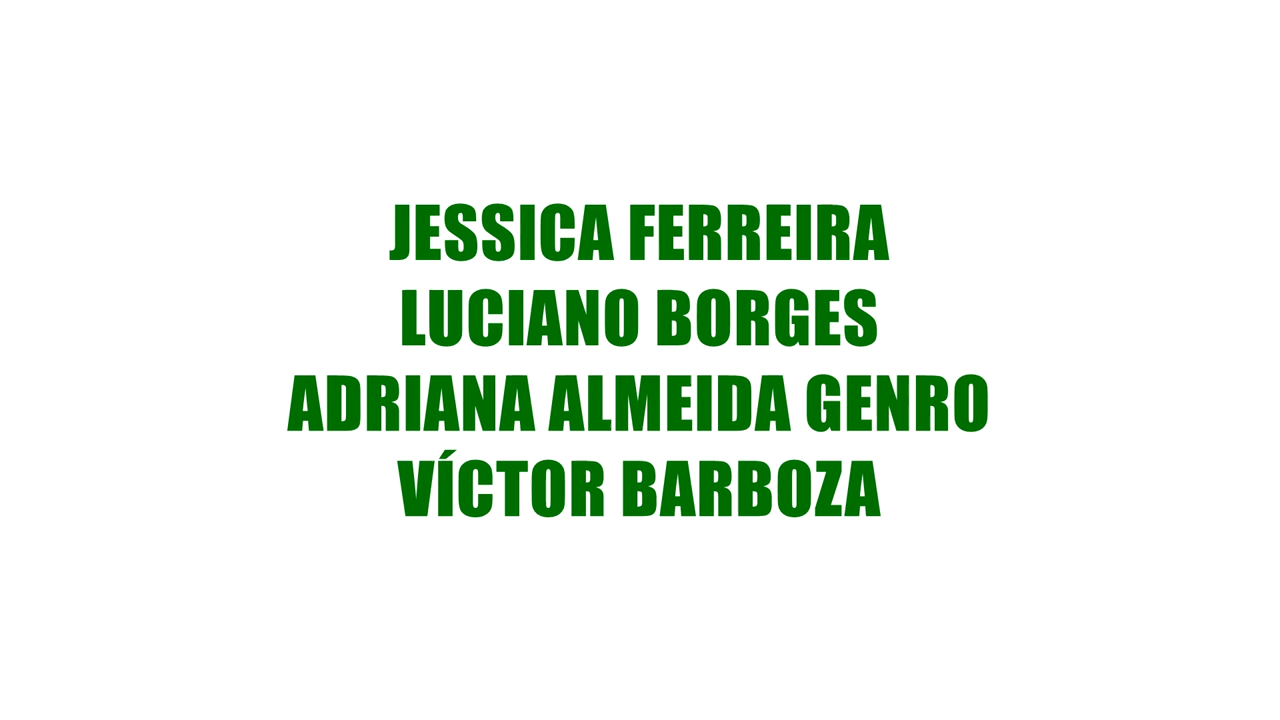 JESSICA FERREIRA
LUCIANO BORGES
ADRIANA ALMEIDA GENRO
VÍCTOR BARBOZA